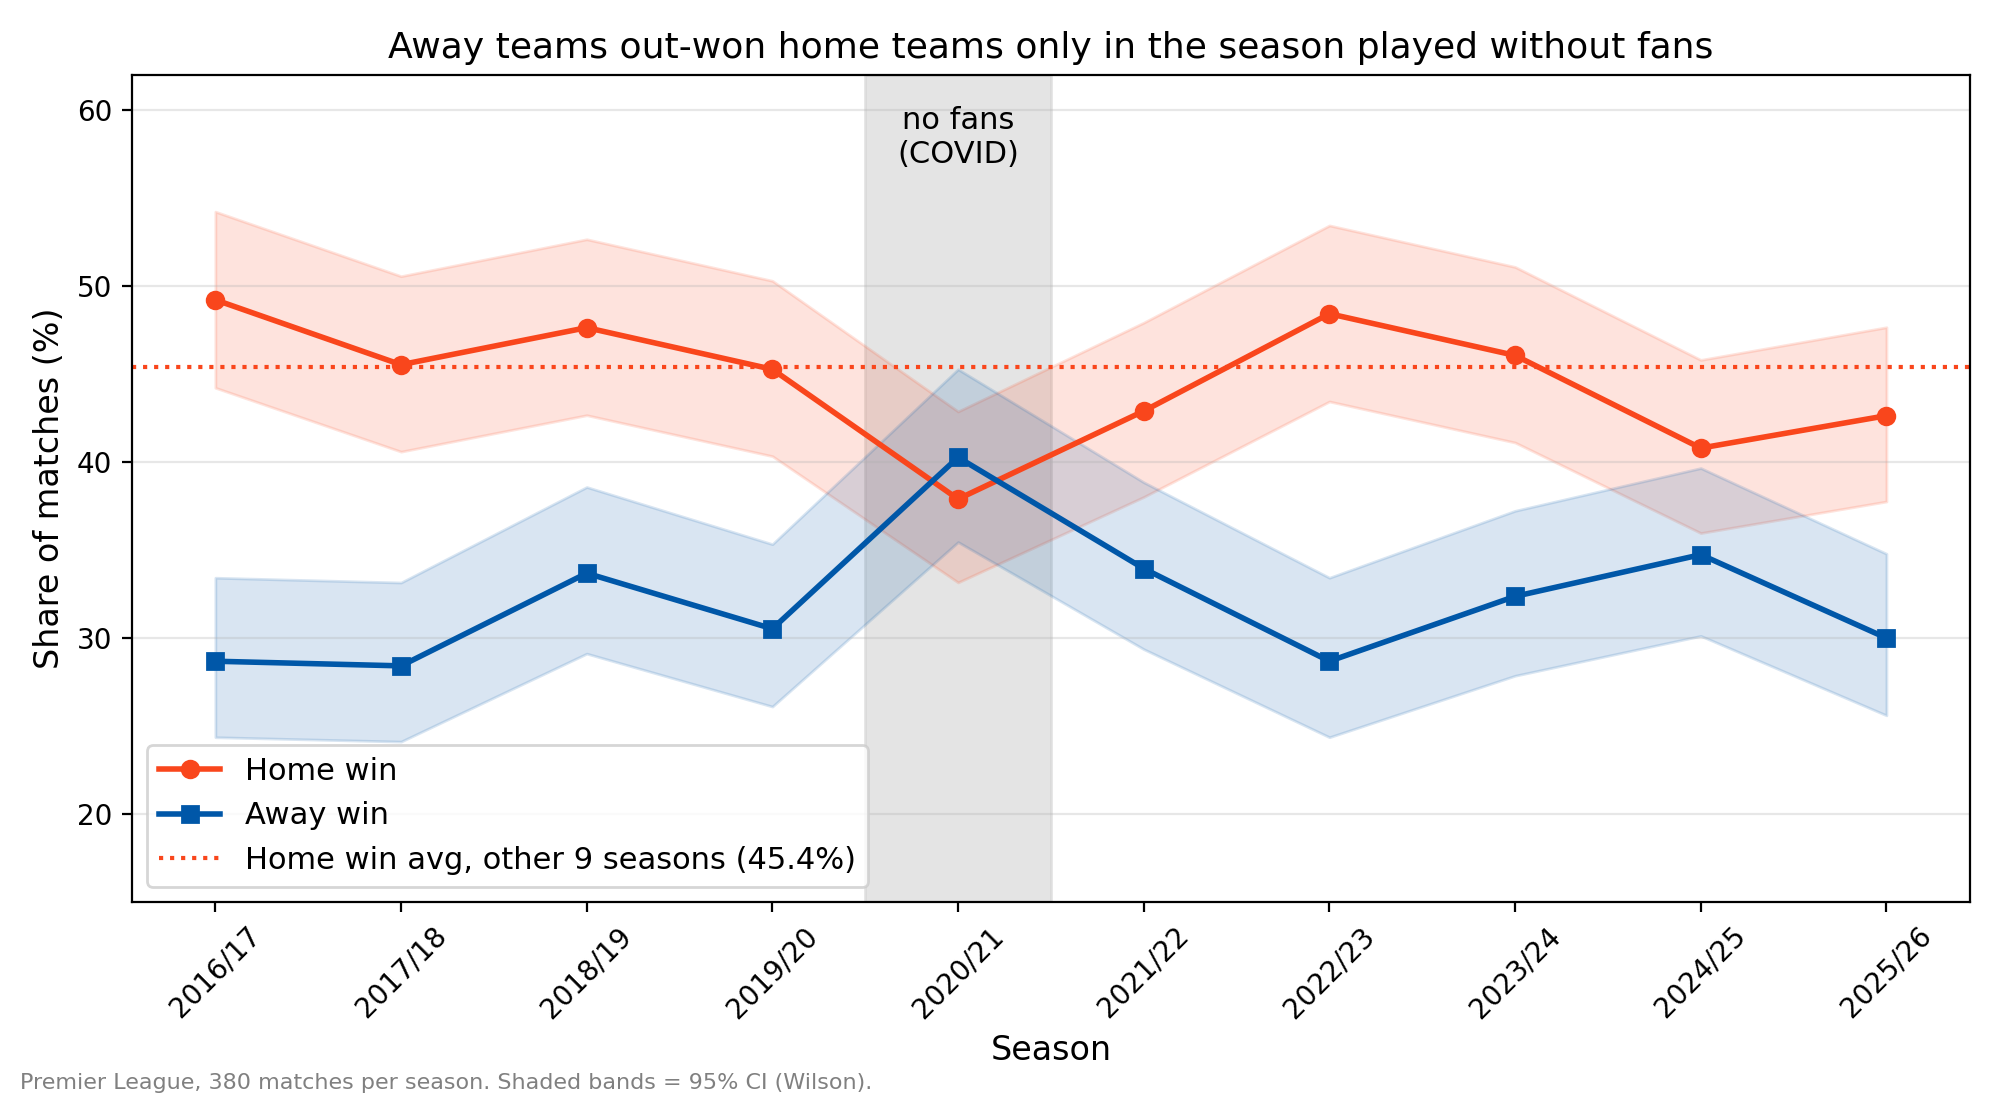 Away teams out-won home teams only in the season played without fans
no fans
(COVID)
Share of matches (%)
60
50
40
30
20
Home win
Away win
Home win avg, other 9 seasons (45.4%)
2016/17
2017/18
2018/19
2019/20
2020/21
2021/22
2022/23
2023/24
2024/25
2025/26
Season
Premier League, 380 matches per season. Shaded bands = 95% CI (Wilson).